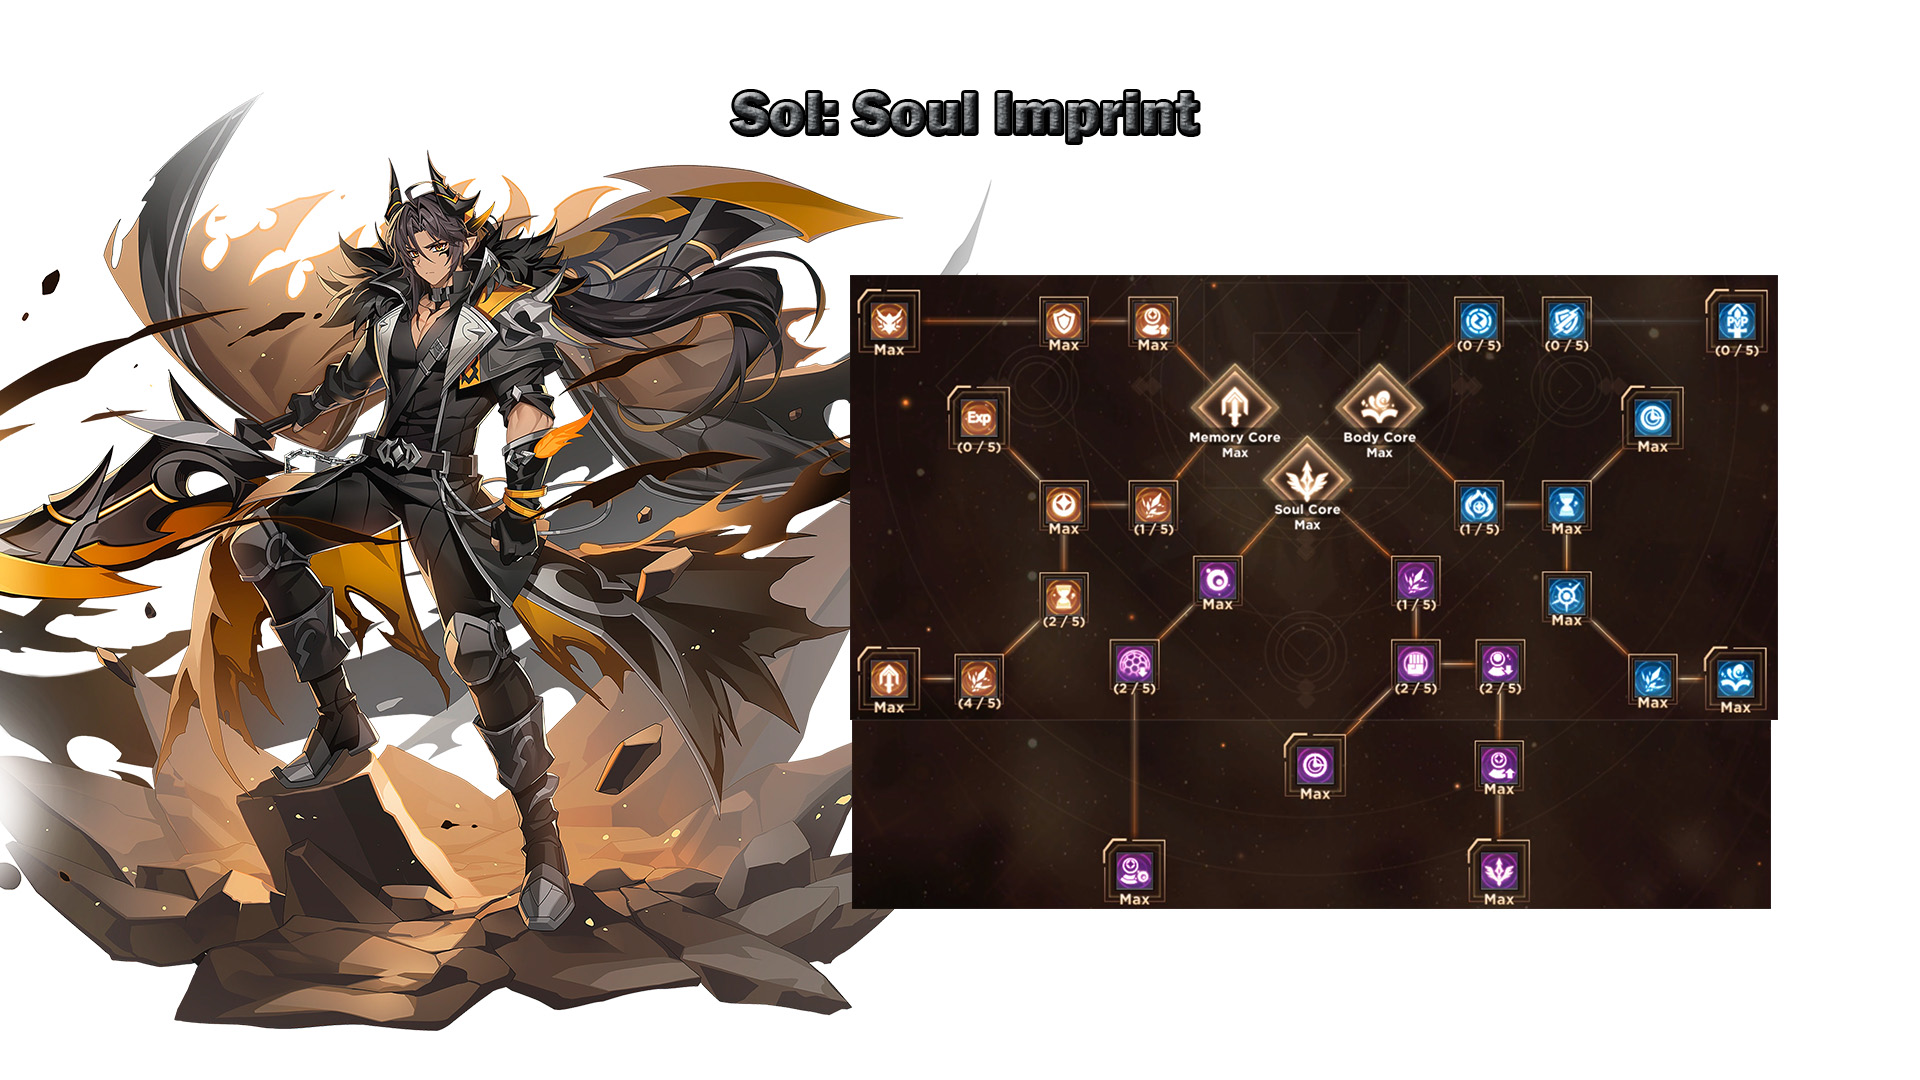 Sol: Soul Imprint
Max
Max
Max
(0 / 5)
(0 / 5)
PVP
(0 / 5)
Exp
(0 / 5)
Memory Core
Max
Body Core
Max
Max
Soul Core
Max
Max
(1 / 5)
(1 / 5)
Max
(2 / 5)
Max
(1 / 5)
Max
Max
(4 / 5)
(2 / 5)
(2 / 5)
(2 / 5)
Max
Max
Max
Max
Max
Max